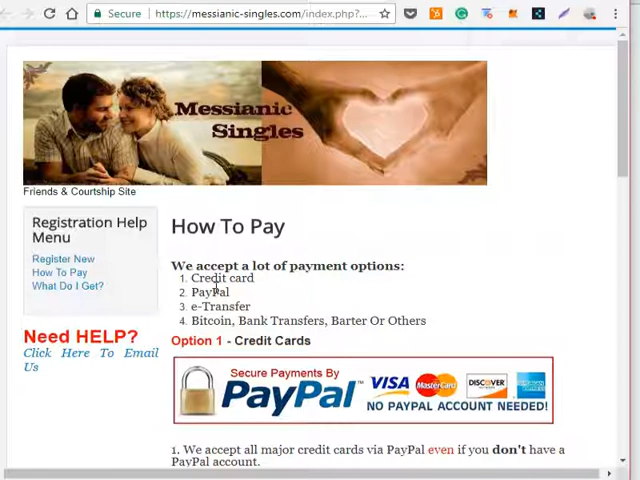 Secure
https://messianic-singles.com/index.php?...
Messianic
Singles
Friends & Courtship Site
Registration Help
Menu
Register New
How To Pay
What Do I Get?
Need HELP?
Click Here To Email
Us
How To Pay
We accept a lot of payment options:
1. Credit card
2. PayPal
3. e-Transfer
4. Bitcoin, Bank Transfers, Barter Or Others
Option 1 - Credit Cards
Secure Payments By
PayPal™
VISA
MasterCard
DISCOVER
NO PAYPAL ACCOUNT NEEDED!
1. We accept all major credit cards via PayPal even if you don't have a
PayPal account.